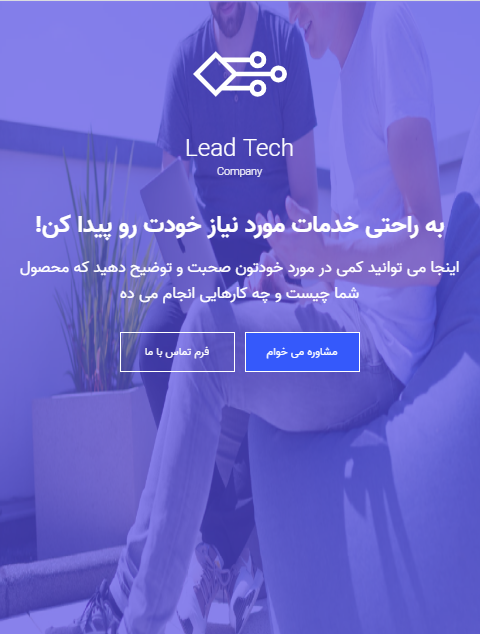 Lead Tech
Company
به راحتی خدمات مورد نیاز خودت رو پیدا کن!
اینجا می توانید کمی در مورد خودتون صحبت و توضیح دهید که محصول
شما چیست و چه کارهایی انجام می ده
مشاوره می خوام
فرم تماس با ما